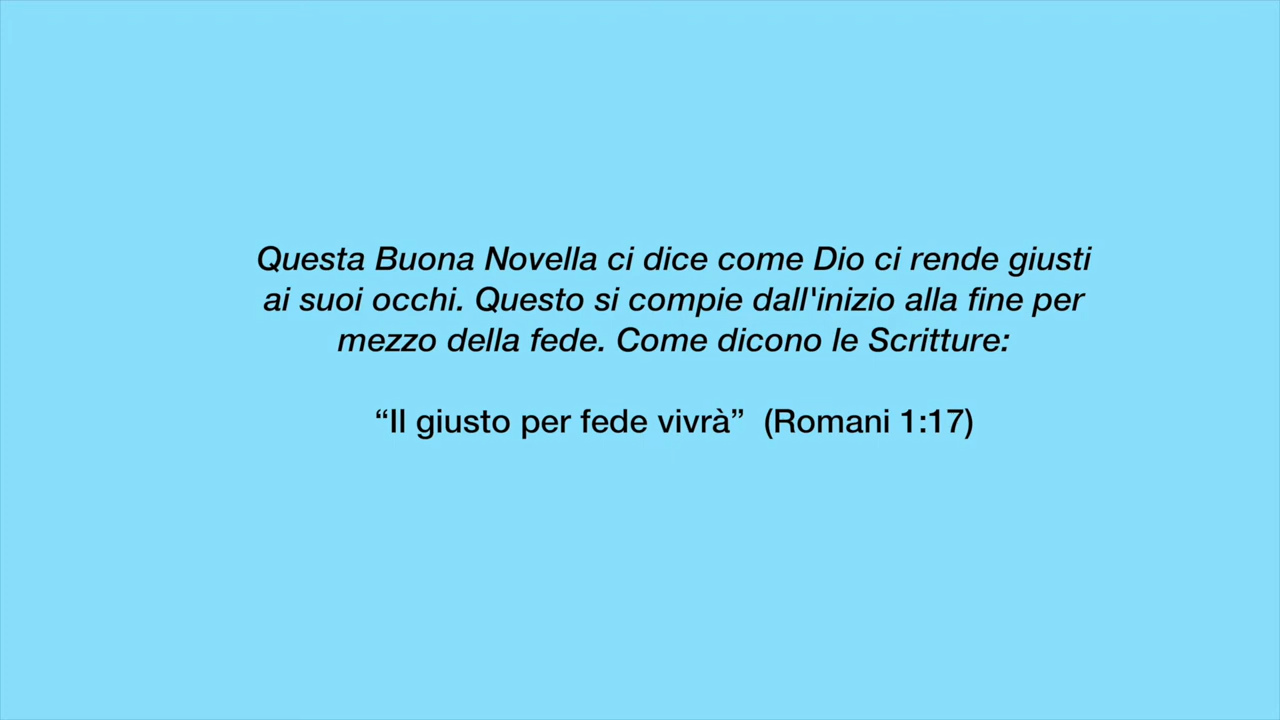 Questa Buona Novella ci dice come Dio ci rende giusti
ai suoi occhi. Questo si compie dall'inizio alla fine per
mezzo della fede. Come dicono le Scritture:
“Il giusto per fede vivrà”  (Romani 1:17)